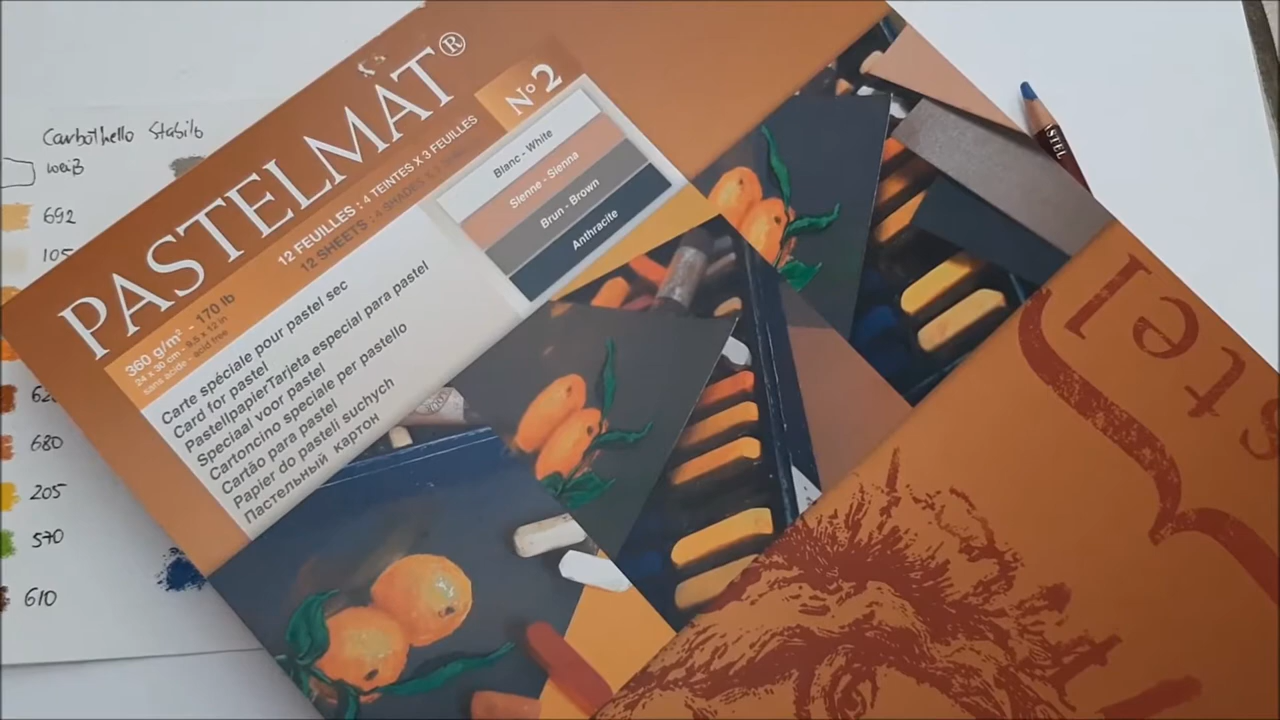 Carbothello Stabilo
weiß
692
105
680
205
570
610
PASTELMAT®
N° 2
12 FEUILLES : 4 TEINTES X 3 FEUILLES
12 SHEETS : 4 SHADES X 3
360 g/m² - 170 lb
24 x 30 cm - 9.5 x 12 in
sans acide - acid free
Blanc - White
Sienne - Sienna
Brun - Brown
Anthracite
Carte spéciale pour pastel sec
Card for pastel
PastellpapierTarjeta especial para pastel
Speciaal voor pastel
Cartoncino speciale per pastello
Cartão para pastel
Papier do pasteli suchych
Пастельный картон